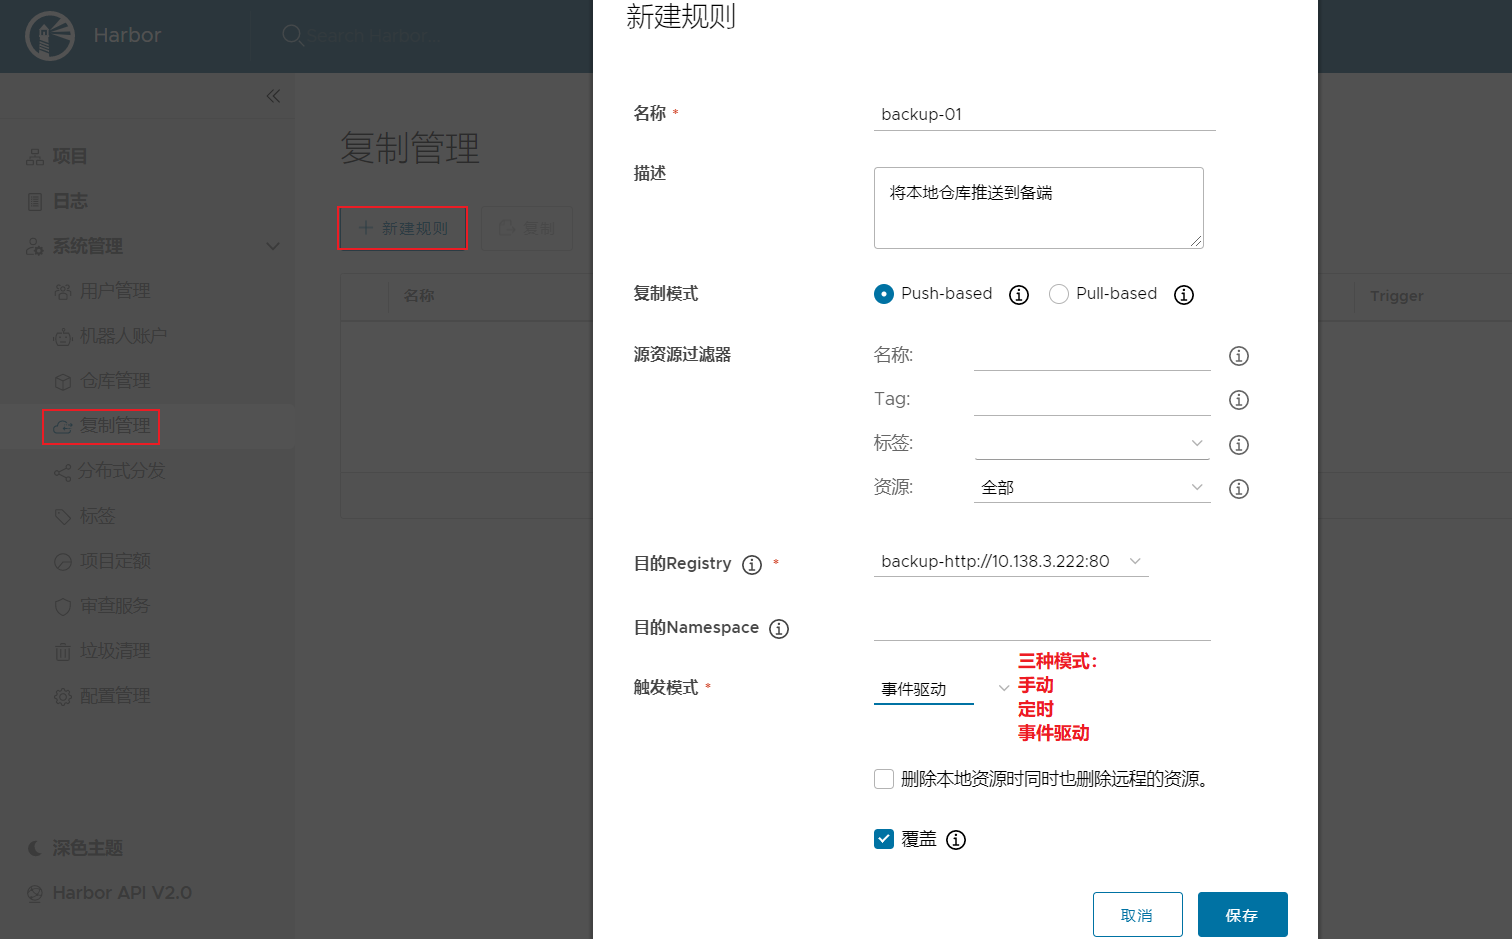 Harbor
Search Harbor...
项目
日志
系统管理
用户管理
机器人账户
仓库管理
复制管理
分布式分发
标签
项目定额
审查服务
垃圾清理
配置管理
深色主题
Harbor API V2.0
复制管理
新建规则
复制
名称
Trigger
新建规则
名称 *
backup-01
描述
将本地仓库推送到备端
复制模式
Push-based
Pull-based
源资源过滤器
名称:
Tag:
标签:
资源: 全部
目的Registry *
backup-http://10.138.3.222:80
目的Namespace
触发模式 *
事件驱动
三种模式：
手动
定时
事件驱动
删除本地资源时同时也删除远程的资源。
覆盖
取消
保存